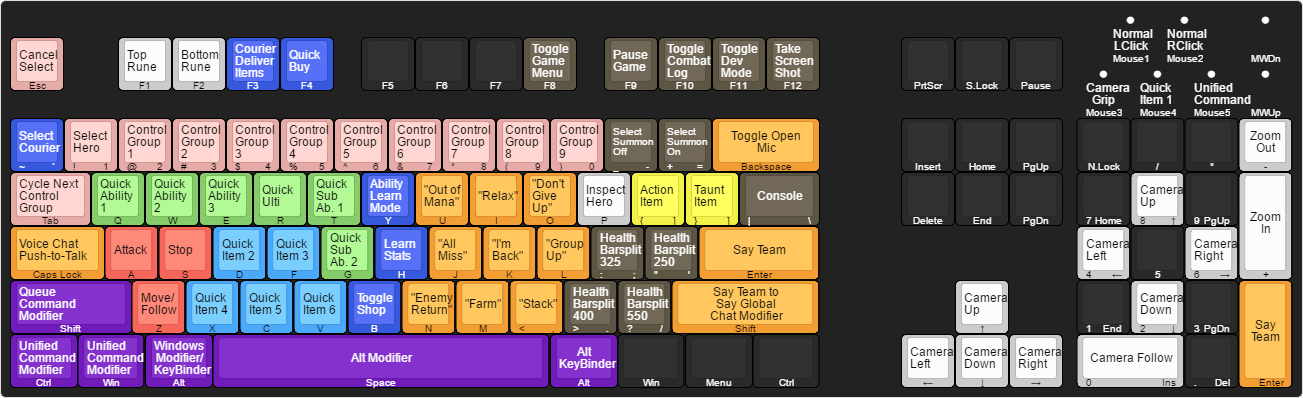 Normal LClick Mouse1
Normal RClick Mouse2
MWDn
Cancel Select Esc
Top Rune F1
Bottom Rune F2
Courier Deliver Items F3
Quick Buy F4
F5
F6
F7
Toggle Game Menu F8
Pause Game F9
Toggle Combat Log F10
Toggle Dev Mode F11
Take Screen Shot F12
PrtScr
S.Lock
Pause
Camera Grip Mouse3
Quick Item 1 Mouse4
Unified Command Mouse5
MWUp
Select Courier ~ `
Select Hero ! 1
Control Group 1 @ 2
Control Group 2 # 3
Control Group 3 $ 4
Control Group 4 % 5
Control Group 5 ^ 6
Control Group 6 & 7
Control Group 7 * 8
Control Group 8 ( 9
Control Group 9 ) 0
Select Summon Off _ -
Select Summon On + =
Toggle Open Mic Backspace
Insert
Home
PgUp
N.Lock
/
*
Zoom Out -
Cycle Next Control Group Tab
Quick Ability 1 Q
Quick Ability 2 W
Quick Ability 3 E
Quick Ulti R
Quick Sub Ab. 1 T
Ability Learn Mode Y
"Out of Mana" U
"Relax" I
"Don't Give Up" O
Inspect Hero P
Action Item { [
Taunt Item } ]
Console | \
Delete
End
PgDn
7 Home
Camera Up 8 ↑
9 PgUp
Zoom In +
Voice Chat Push-to-Talk Caps Lock
Attack A
Stop S
Quick Item 2 D
Quick Item 3 F
Quick Sub Ab. 2 G
Learn Stats H
"All Miss" J
"I'm Back" K
"Group Up" L
Health Barsplit 325 : ;
Health Barsplit 250 " '
Say Team Enter
Camera Left 4 ←
5
Camera Right 6 →
Queue Command Modifier Shift
Move/ Follow Z
Quick Item 4 X
Quick Item 5 C
Quick Item 6 V
Toggle Shop B
"Enemy Return" N
"Farm" M
"Stack" < ,
Health Barsplit 400 > .
Health Barsplit 550 ? /
Say Team to Say Global Chat Modifier Shift
Camera Up ↑
1 End
Camera Down 2 ↓
3 PgDn
Say Team Enter
Unified Command Modifier Ctrl
Unified Command Modifier Win
Windows Modifier/ KeyBinder Alt
Alt Modifier Space
Alt KeyBinder Alt
Win
Menu
Ctrl
Camera Left ←
Camera Down ↓
Camera Right →
Camera Follow 0 Ins
. Del